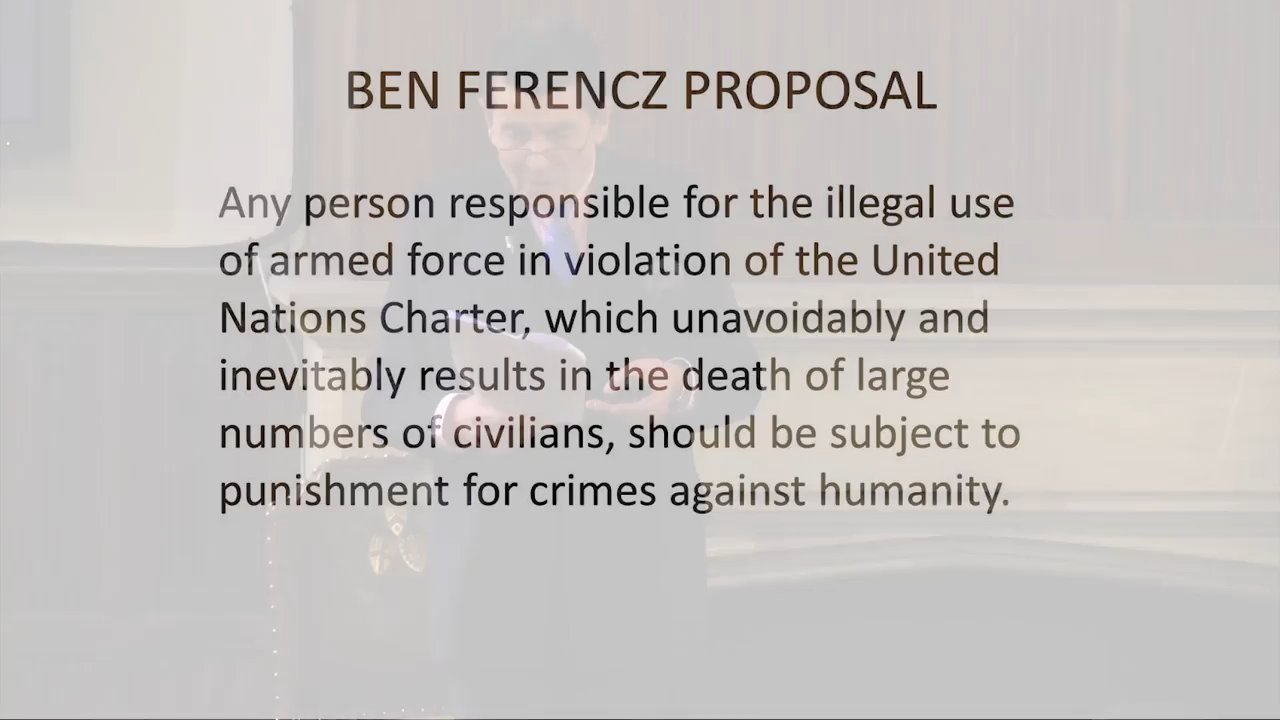 BEN FERENCZ PROPOSAL
Any person responsible for the illegal use
of armed force in violation of the United
Nations Charter, which unavoidably and
inevitably results in the death of large
numbers of civilians, should be subject to
punishment for crimes against humanity.